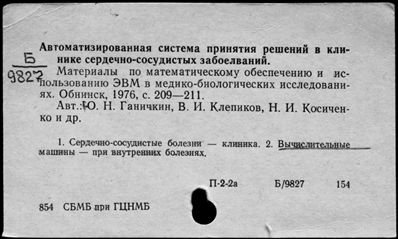 Б
9827
Автоматизированная система принятия решений в кли-
нике сердечно-сосудистых забоелваний.
Материалы по математическому обеспечению и ис-
пользованию ЭВМ в медико-биологических исследовани-
ях. Обнинск, 1976, с. 209—211.
Авт.: Ю. Н. Ганичкин, В. И. Клепиков, Н. И. Косичен-
ко и др.
1. Сердечно-сосудистые болезни — клиника. 2. Вычислительные
машины — при внутренних болезнях.
П-2-2а Б/9827 154
854 СБМБ при ГЦНМБ